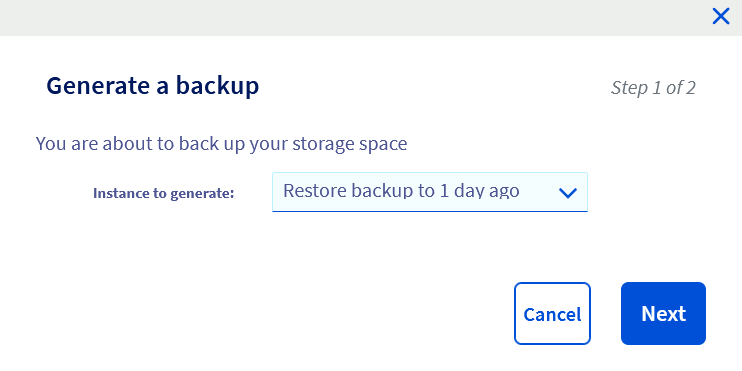 Generate a backup
Step 1 of 2
You are about to back up your storage space
Instance to generate:
Restore backup to 1 day ago
Cancel
Next